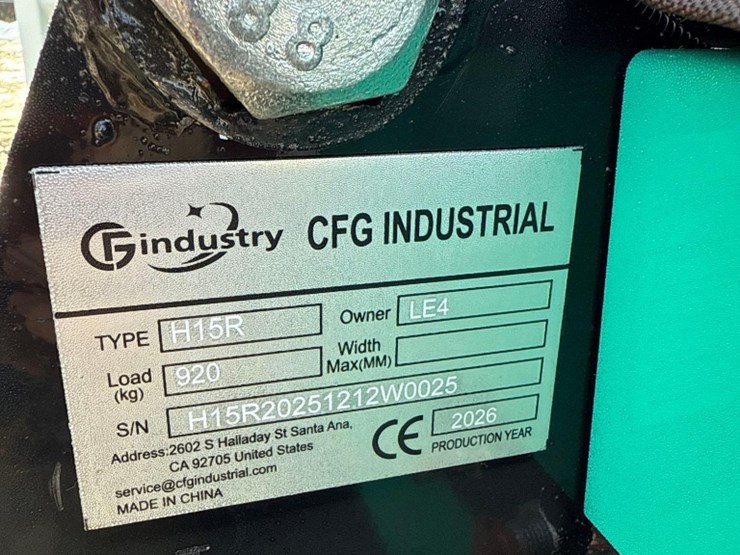 CFindustry CFG INDUSTRIAL
TYPE H15R Owner LE4
Load (kg) 920 Width Max(MM)
S/N H15R20251212W0025
Address:2602 S Halladay St Santa Ana,
CA 92705 United States
service@cfgindustrial.com
MADE IN CHINA
CE 2026
PRODUCTION YEAR
8 8